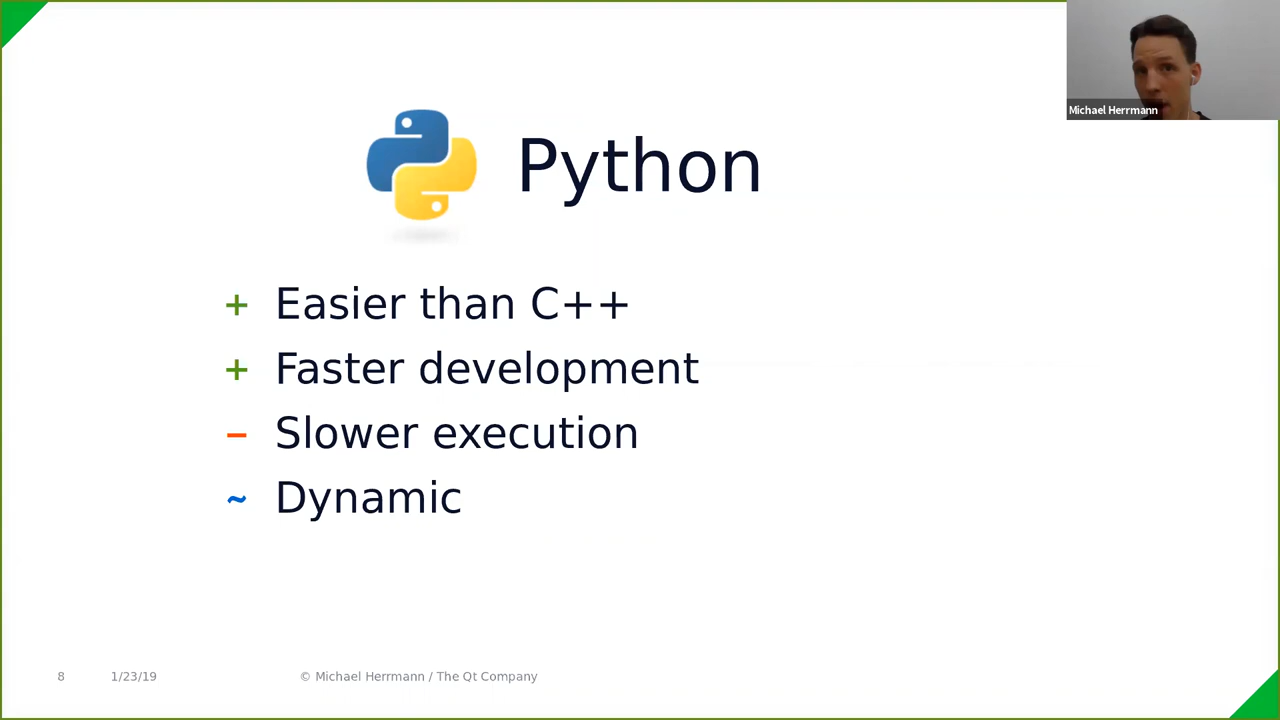 Michael Herrmann
Python
+ Easier than C++
+ Faster development
– Slower execution
~ Dynamic
8 1/23/19 © Michael Herrmann / The Qt Company